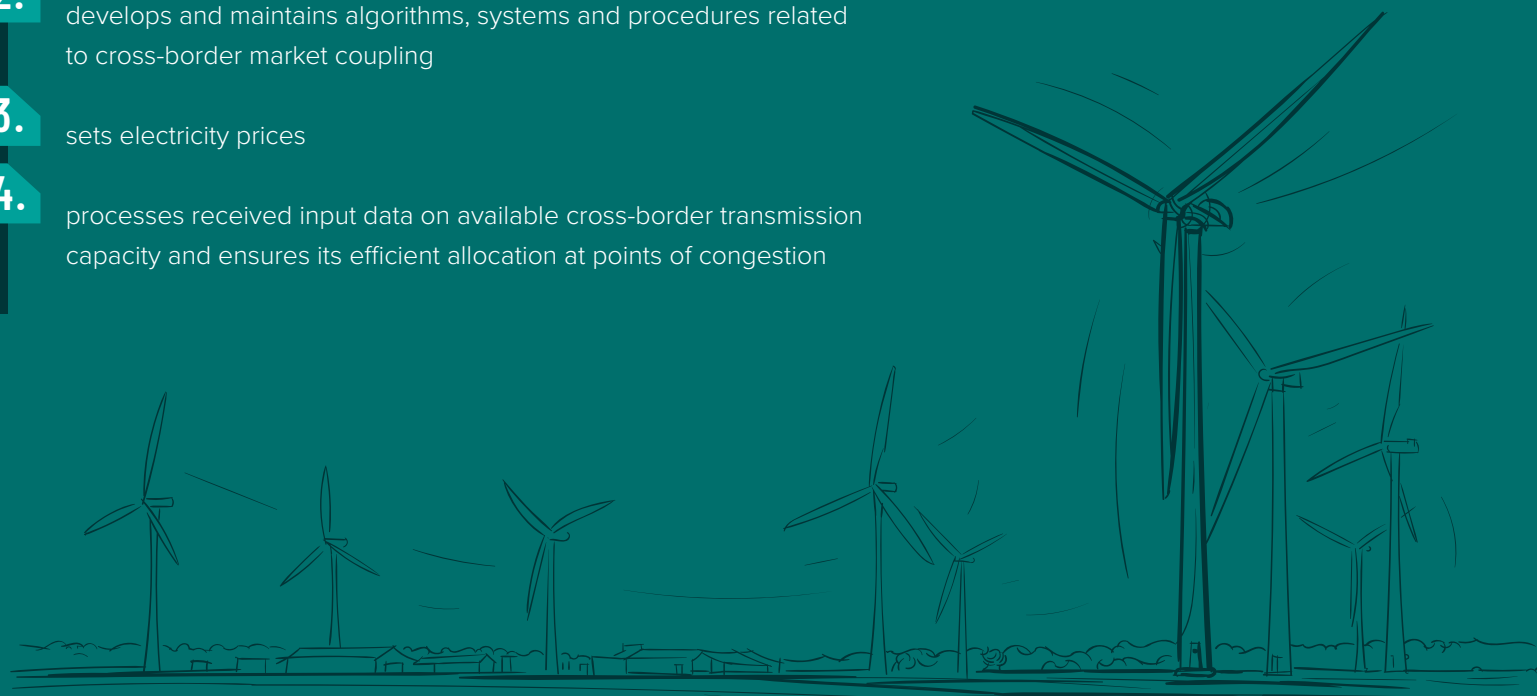 2.
develops and maintains algorithms, systems and procedures related
to cross-border market coupling
3.
sets electricity prices
4.
processes received input data on available cross-border transmission
capacity and ensures its efficient allocation at points of congestion